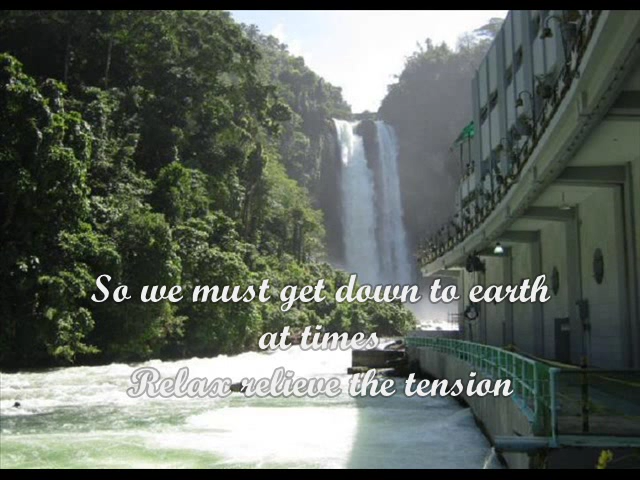 So we must get down to earth
at times
Relax relieve the tension